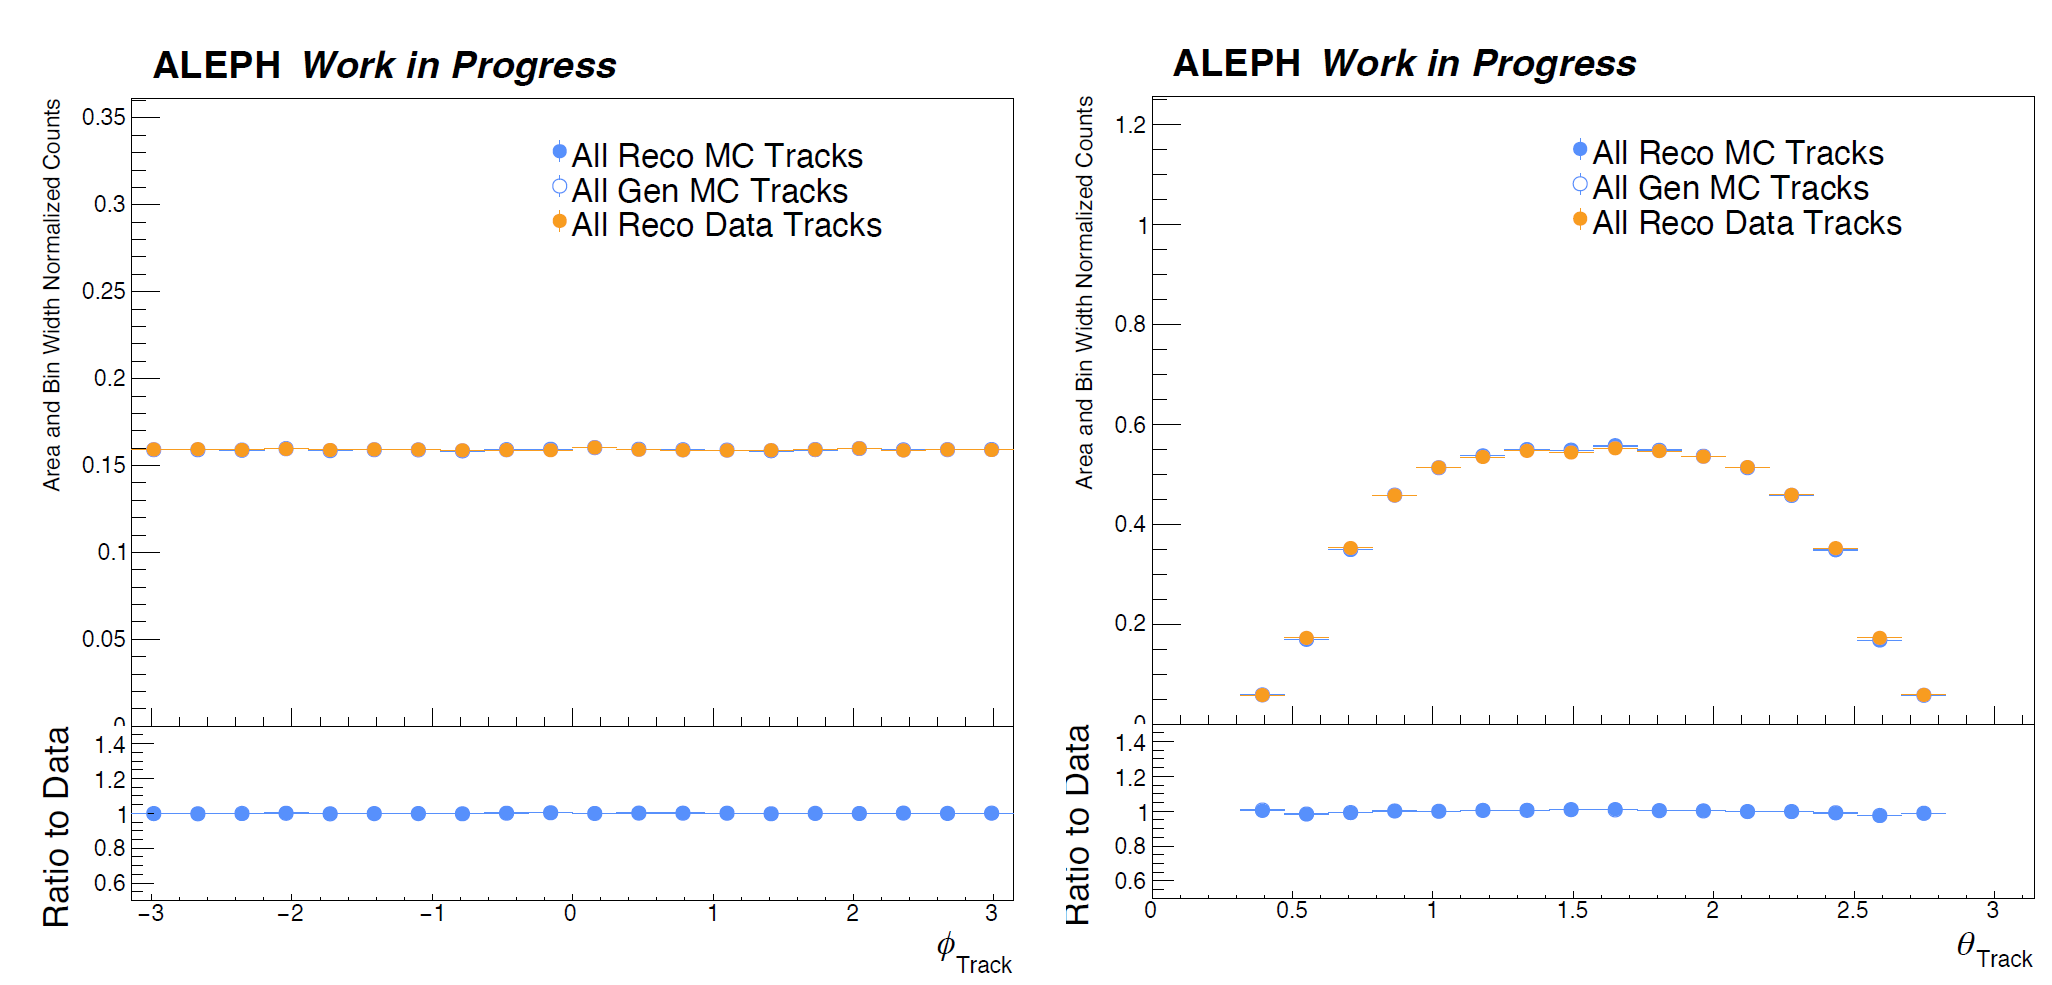 ALEPH Work in Progress
Area and Bin Width Normalized Counts
0.35
0.3
0.25
0.2
0.15
0.1
0.05
0
All Reco MC Tracks
All Gen MC Tracks
All Reco Data Tracks
Ratio to Data
1.4
1.2
1
0.8
0.6
−3 −2 −1 0 1 2 3
ϕ Track
ALEPH Work in Progress
Area and Bin Width Normalized Counts
1.2
1
0.8
0.6
0.4
0.2
0
All Reco MC Tracks
All Gen MC Tracks
All Reco Data Tracks
Ratio to Data
1.4
1.2
1
0.8
0.6
0 0.5 1 1.5 2 2.5 3
θ Track